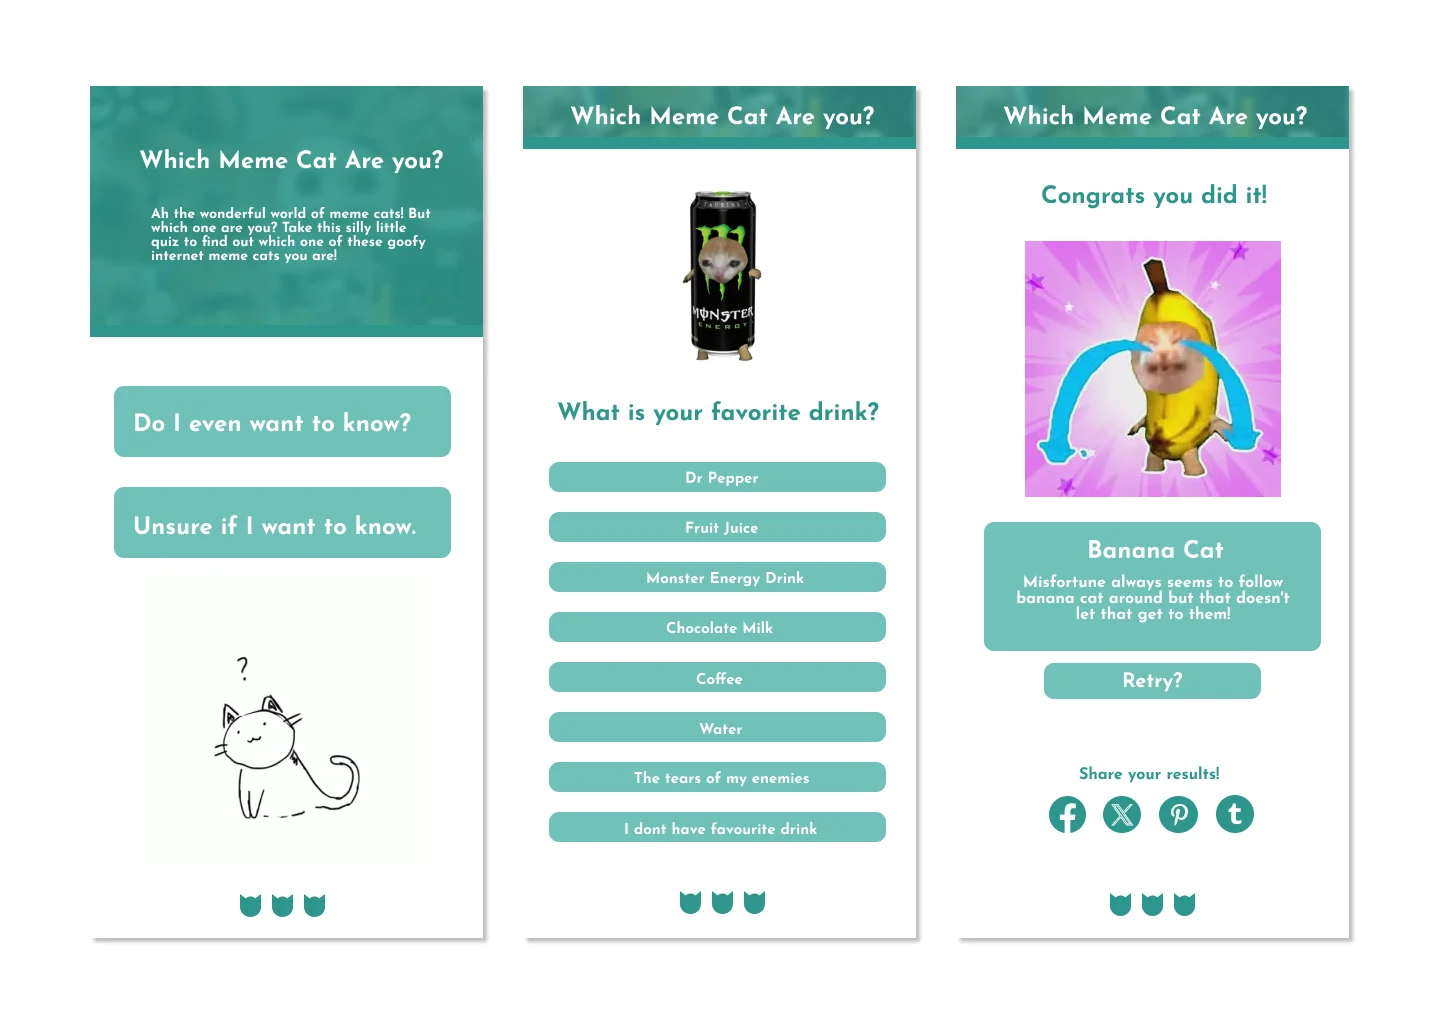 Which Meme Cat Are you?
Ah the wonderful world of meme cats! But
which one are you? Take this silly little
quiz to find out which one of these goofy
internet meme cats you are!
Do I even want to know?
Unsure if I want to know.
?
Which Meme Cat Are you?
TAURINE
MONSTER
ENERGY
What is your favorite drink?
Dr Pepper
Fruit Juice
Monster Energy Drink
Chocolate Milk
Coffee
Water
The tears of my enemies
I dont have favourite drink
Which Meme Cat Are you?
Congrats you did it!
Banana Cat
Misfortune always seems to follow
banana cat around but that doesn't
let that get to them!
Retry?
Share your results!